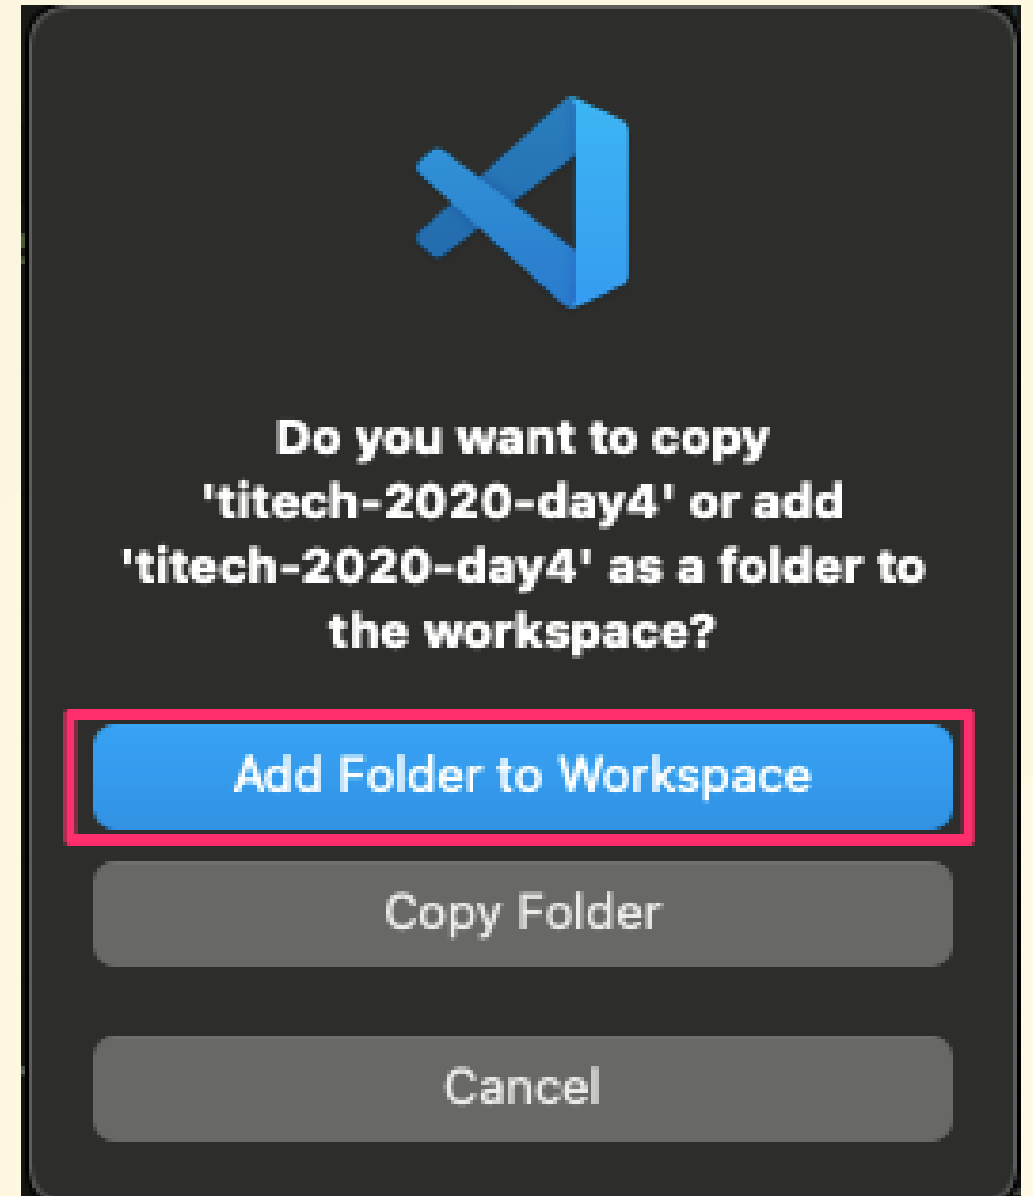 Do you want to copy
'titech-2020-day4' or add
'titech-2020-day4' as a folder to
the workspace?
Add Folder to Workspace
Copy Folder
Cancel